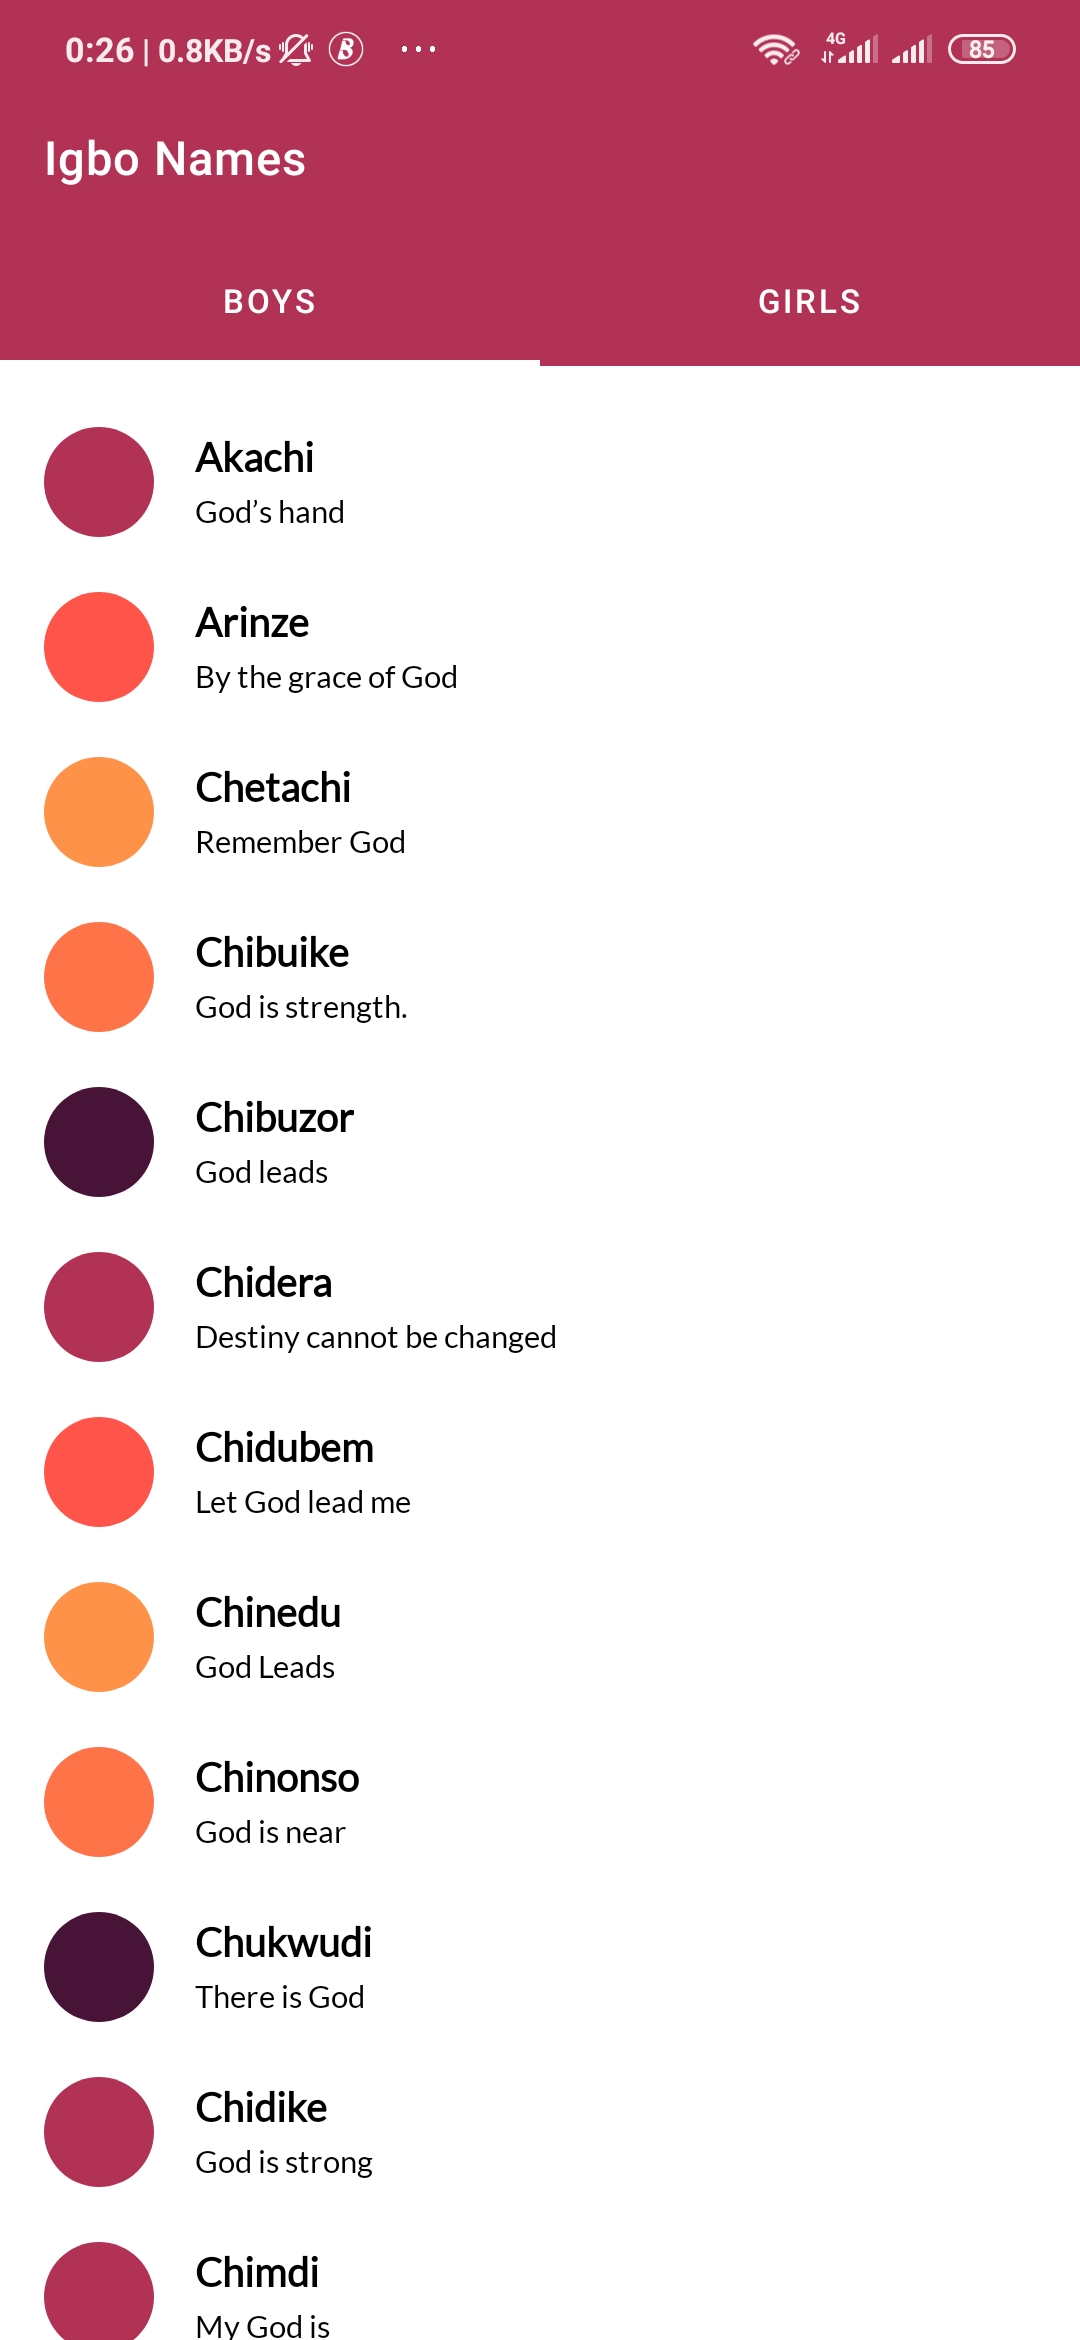 0:26 | 0.8KB/s B ... 4G 85
Igbo Names
BOYS GIRLS
Akachi
God’s hand
Arinze
By the grace of God
Chetachi
Remember God
Chibuike
God is strength.
Chibuzor
God leads
Chidera
Destiny cannot be changed
Chidubem
Let God lead me
Chinedu
God Leads
Chinonso
God is near
Chukwudi
There is God
Chidike
God is strong
Chimdi
My God is